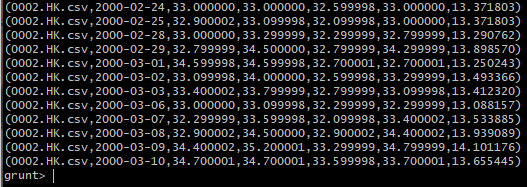 (0002.HK.csv,2000-02-24,33.000000,33.000000,32.599998,33.000000,13.371803)
(0002.HK.csv,2000-02-25,32.900002,33.099998,32.099998,33.000000,13.371803)
(0002.HK.csv,2000-02-28,33.000000,33.299999,32.299999,33.799999,13.290762)
(0002.HK.csv,2000-02-29,32.799999,34.500000,32.799999,34.299999,13.898570)
(0002.HK.csv,2000-03-01,34.599998,34.599998,32.700001,32.700001,13.250243)
(0002.HK.csv,2000-03-02,33.099998,34.000000,32.599998,33.299999,13.493366)
(0002.HK.csv,2000-03-03,33.400002,33.799999,33.099998,33.099998,13.412320)
(0002.HK.csv,2000-03-06,33.000000,33.099998,32.299999,32.299999,13.088157)
(0002.HK.csv,2000-03-07,32.299999,33.599998,33.099998,33.400002,13.533885)
(0002.HK.csv,2000-03-08,32.900002,34.500000,32.900002,34.400002,13.939089)
(0002.HK.csv,2000-03-09,34.400002,35.200001,33.299999,34.799999,14.101176)
(0002.HK.csv,2000-03-10,34.700001,34.700001,33.599998,33.700001,13.655445)
grunt>